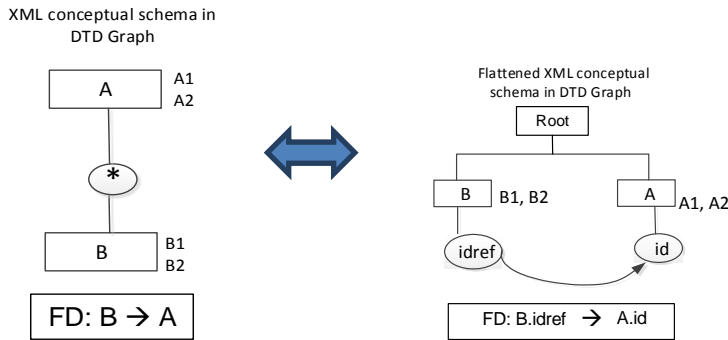 XML conceptual schema in
DTD Graph
A
A1
A2
*
B
B1
B2
FD: B → A
Flattened XML conceptual
schema in DTD Graph
Root
B
B1, B2
A
A1, A2
idref
id
FD: B.idref → A.id